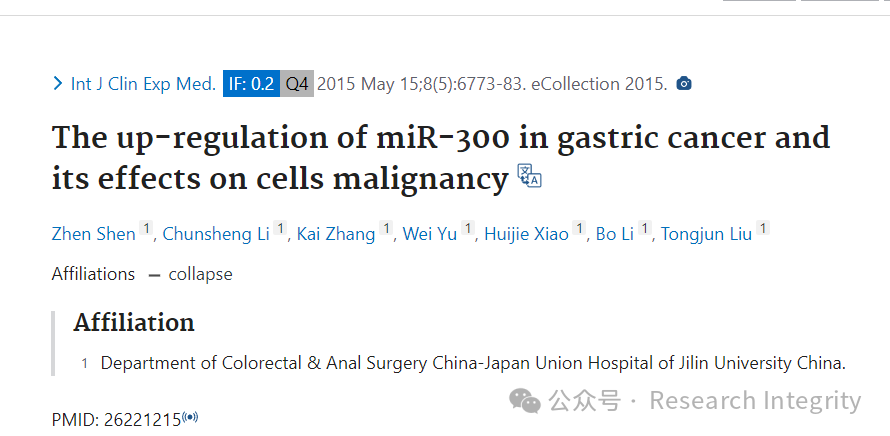 Int J Clin Exp Med. IF: 0.2 Q4 2015 May 15;8(5):6773-83. eCollection 2015.
The up-regulation of miR-300 in gastric cancer and
its effects on cells malignancy
Zhen Shen 1, Chunsheng Li 1, Kai Zhang 1, Wei Yu 1, Huijie Xiao 1, Bo Li 1, Tongjun Liu 1
Affiliations — collapse
Affiliation
1 Department of Colorectal & Anal Surgery China-Japan Union Hospital of Jilin University China.
公众号 · Research Integrity
PMID: 26221215